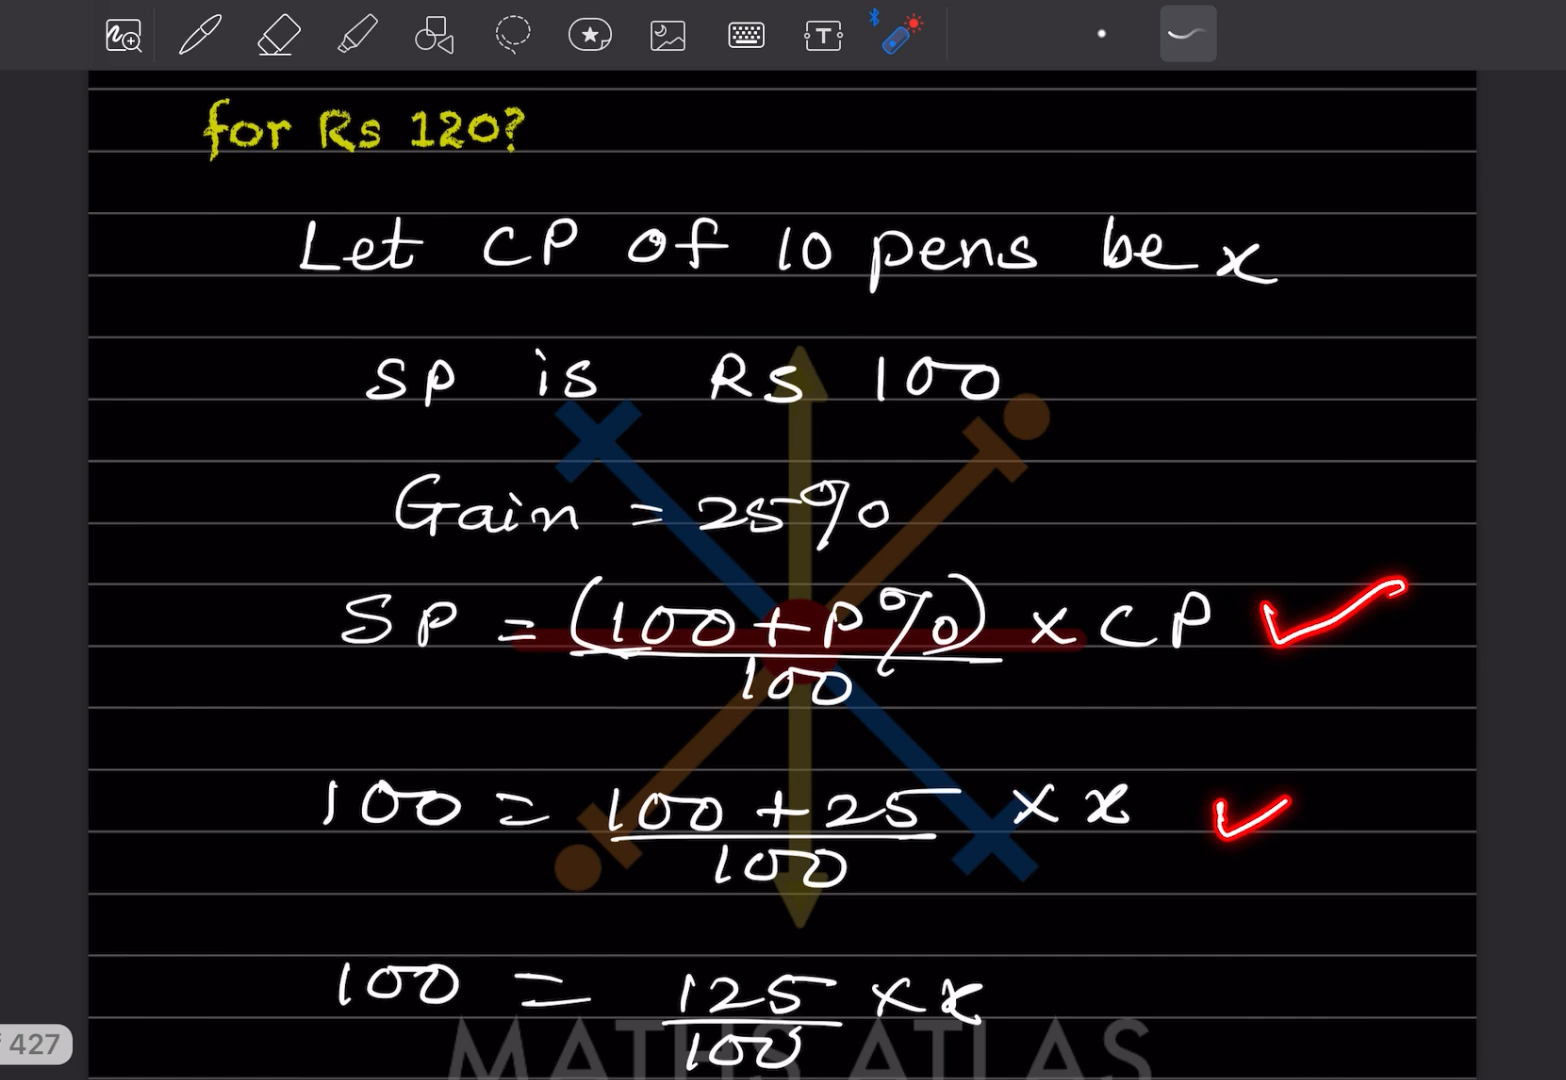 for Rs 120?
Let CP of 10 pens be x
SP is Rs 100
Gain = 25%
SP = (100 + P%) × CP
100
100 = 100 + 25 × x
100
100 = 125 × x
100
427
MATHS ATLAS